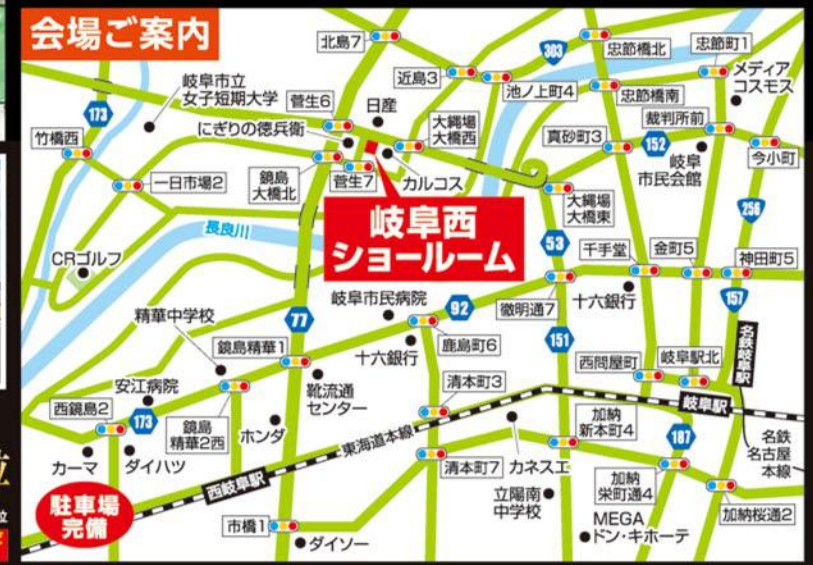 会場ご案内
北島7
303
忠節橋北
忠節町1
近島3
池ノ上町4
忠節橋南
メディア
コスモス
岐阜市立
女子短期大学
173
菅生6
日産
大縄場
大橋西
にぎりの徳兵衛
真砂町3
152
裁判所前
岐阜
市民会館
今小町
竹橋西
一日市場2
鏡島
大橋北
菅生7
カルコス
大縄場
大橋東
256
岐阜西
ショールーム
長良川
CRゴルフ
53
千手堂
金町5
神田町5
157
岐阜市民病院
92
徹明通7
十六銀行
名鉄岐阜駅
精華中学校
鏡島精華1
77
十六銀行
鹿島町6
151
西問屋町
岐阜駅北
岐阜駅
安江病院
西鏡島2
173
鏡島
精華2西
靴流通
センター
ホンダ
清本町3
東海道本線
カーマ
ダイハツ
西岐阜駅
清本町7
カネスエ
加納
新本町4
187
名鉄
名古屋
本線
立陽南
中学校
加納
栄町通4
加納桜通2
MEGA
ドン・キホーテ
駐車場
完備
市橋1
ダイソー
位